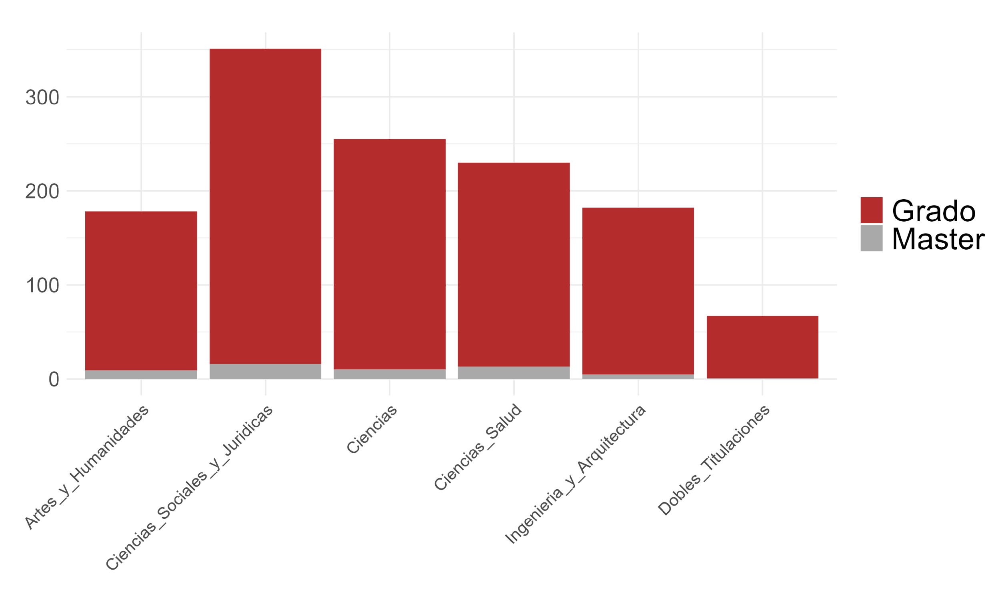 300
200
100
0
Artes_y_Humanidades
Ciencias_Sociales_y_Juridicas
Ciencias
Ciencias_Salud
Ingenieria_y_Arquitectura
Dobles_Titulaciones
Grado
Master